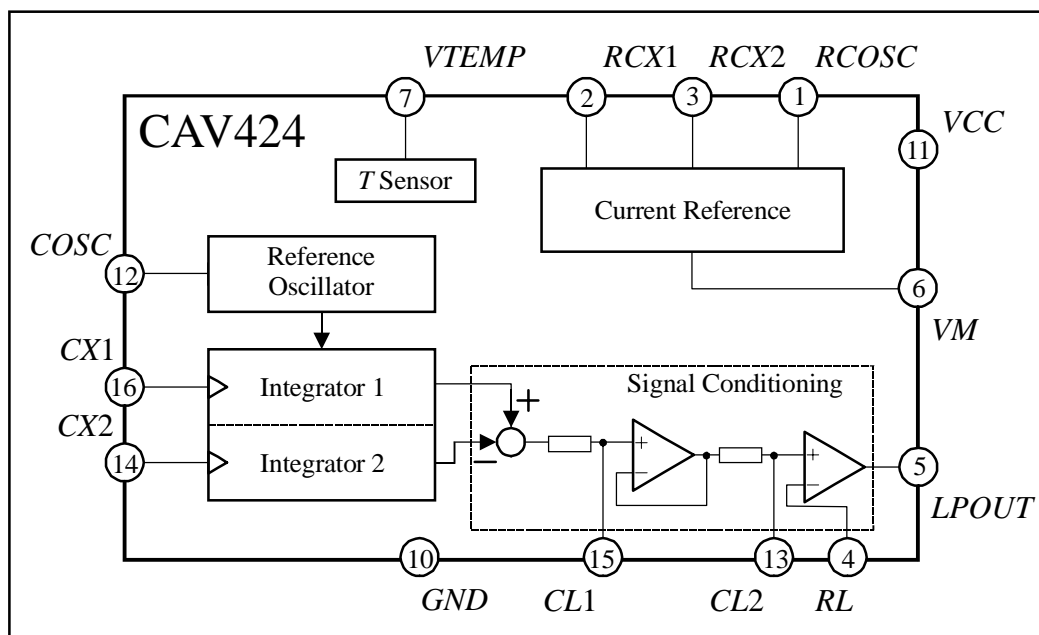 VTEMP
RCX1
RCX2
RCOSC
7
2
3
1
VCC
CAV424
11
T Sensor
Current Reference
COSC
12
Reference
Oscillator
6
VM
CX1
16
Integrator 1
Signal Conditioning
+
CX2
14
Integrator 2
−
+
−
+
−
5
LPOUT
10
15
13
4
GND
CL1
CL2
RL